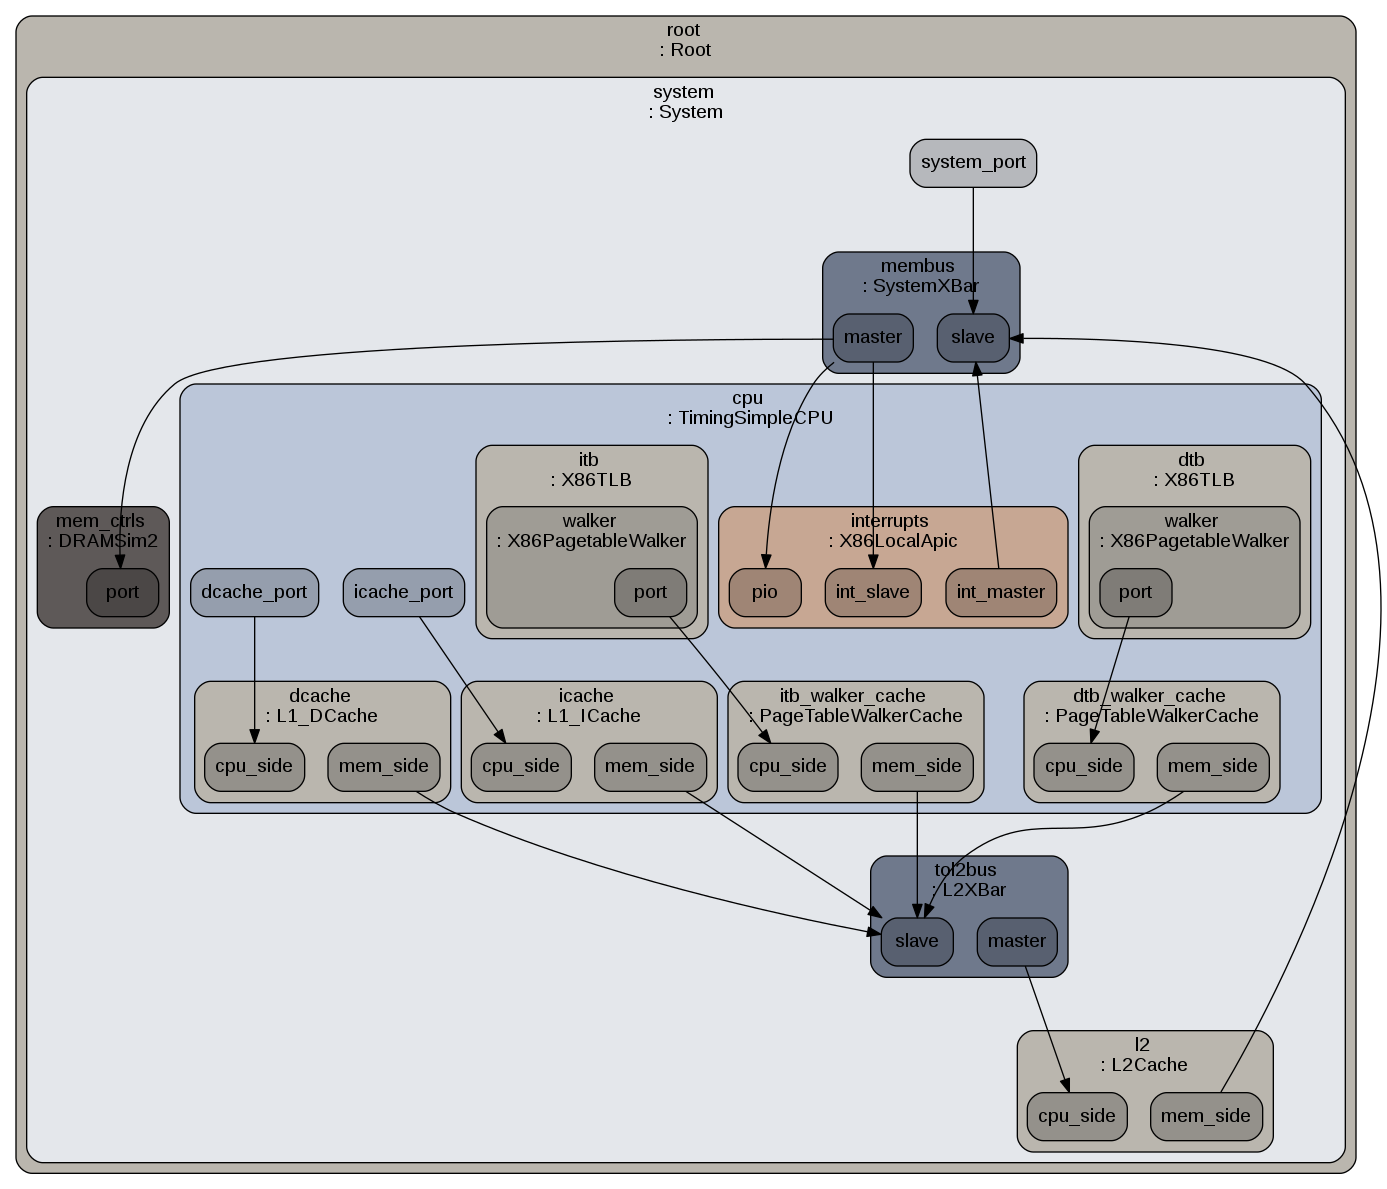 root
: Root
system
: System
system_port
membus
: SystemXBar
master
slave
cpu
: TimingSimpleCPU
itb
: X86TLB
walker
: X86PagetableWalker
port
dtb
: X86TLB
walker
: X86PagetableWalker
port
mem_ctrls
: DRAMSim2
port
interrupts
: X86LocalApic
pio
int_slave
int_master
dcache_port
icache_port
dcache
: L1_DCache
cpu_side
mem_side
icache
: L1_ICache
cpu_side
mem_side
itb_walker_cache
: PageTableWalkerCache
cpu_side
mem_side
dtb_walker_cache
: PageTableWalkerCache
cpu_side
mem_side
tol2bus
: L2XBar
slave
master
l2
: L2Cache
cpu_side
mem_side